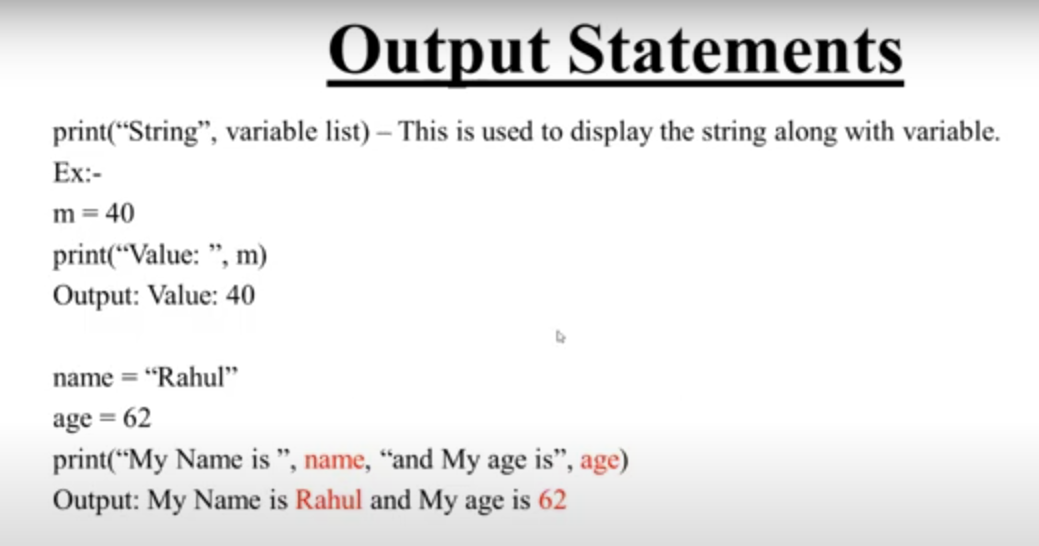 Output Statements
print(“String”, variable list) – This is used to display the string along with variable.
Ex:-
m = 40
print(“Value: ”, m)
Output: Value: 40
name = “Rahul”
age = 62
print(“My Name is ”, name, “and My age is”, age)
Output: My Name is Rahul and My age is 62